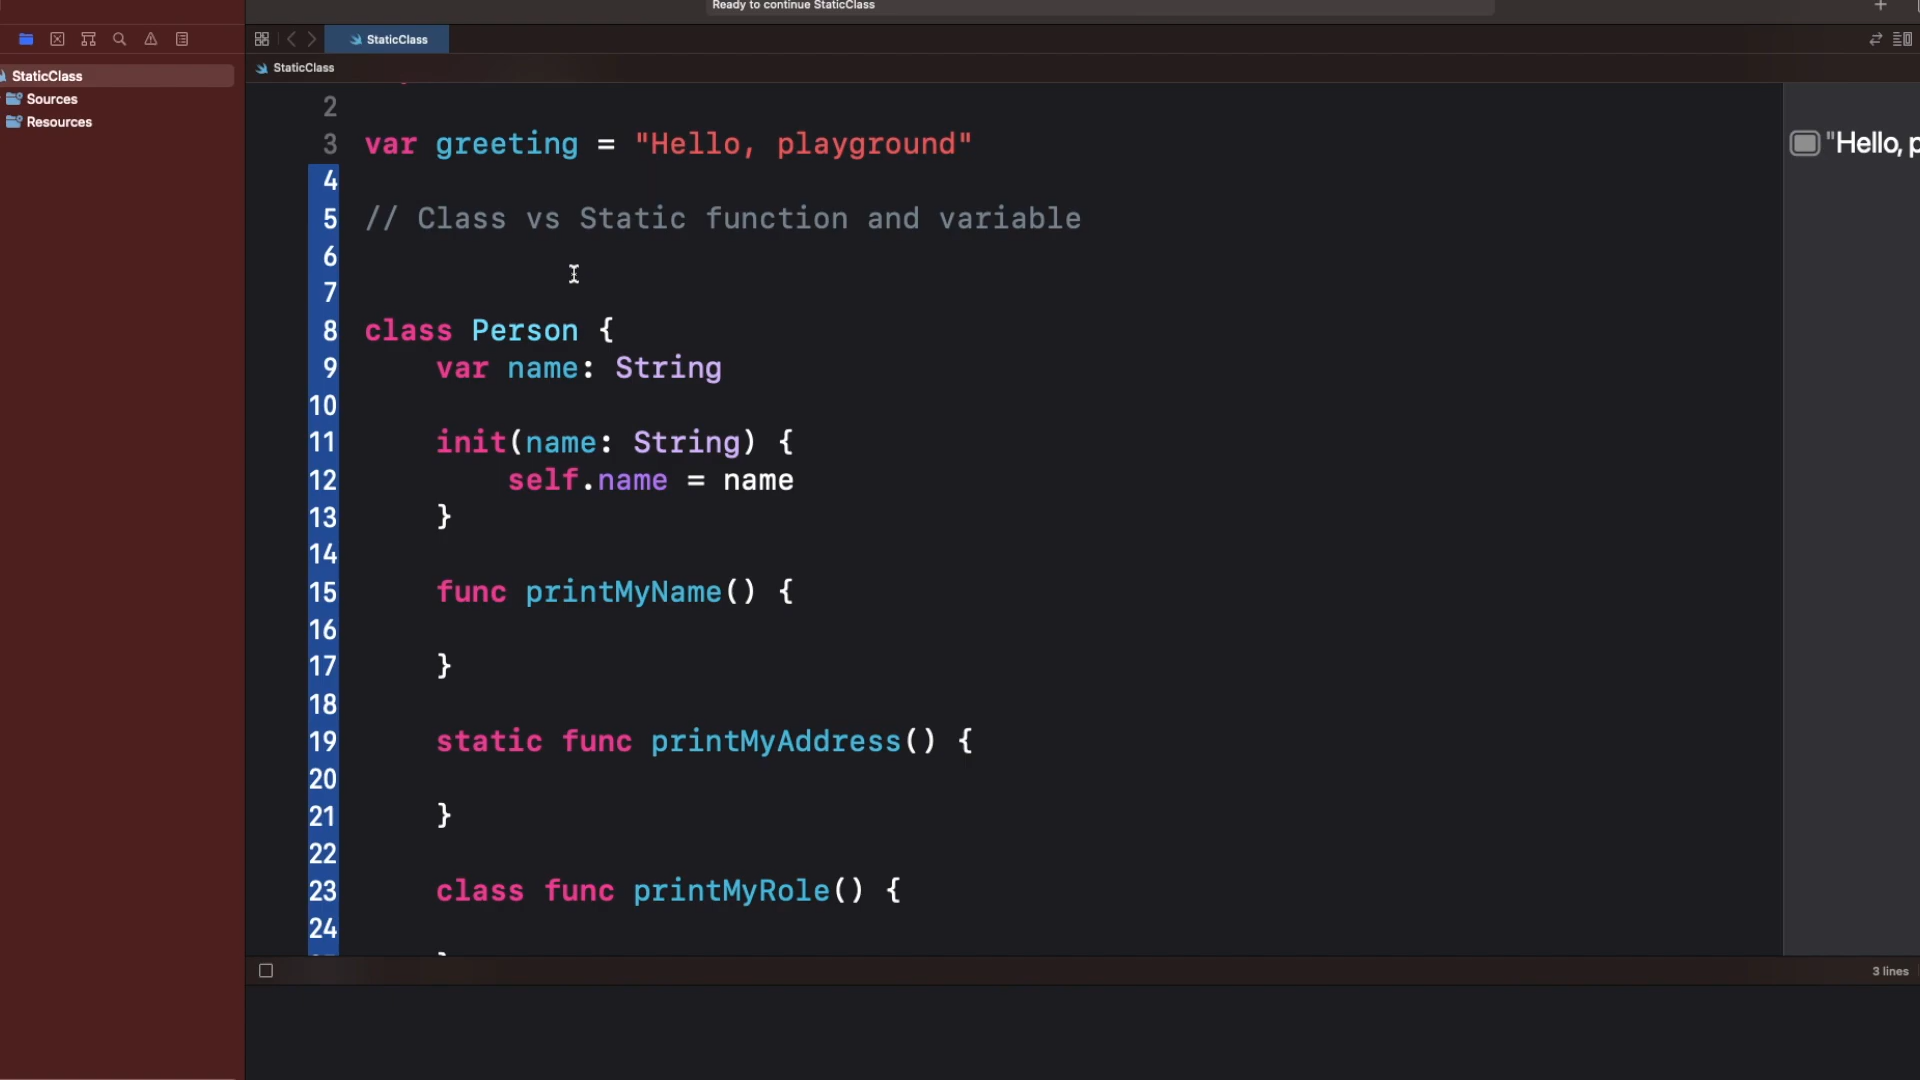 Ready to continue StaticClass
StaticClass
StaticClass
StaticClass
Sources
Resources
2
3 var greeting = "Hello, playground"
"Hello, p
4
5 // Class vs Static function and variable
6
7
8 class Person {
9 var name: String
10
11 init(name: String) {
12 self.name = name
13 }
14
15 func printMyName() {
16
17 }
18
19 static func printMyAddress() {
20
21 }
22
23 class func printMyRole() {
24
3 lines